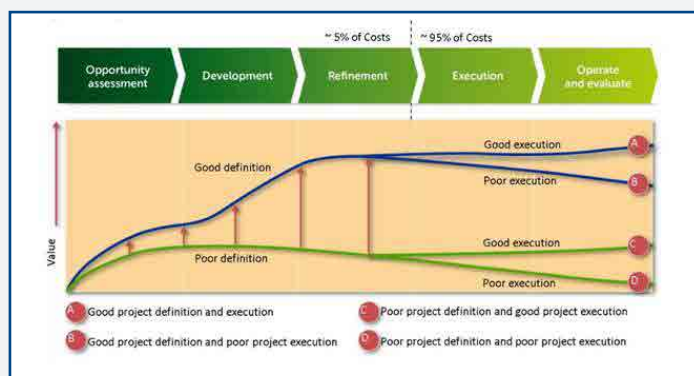 ~ 5% of Costs
~ 95% of Costs
Opportunity
assessment
Development
Refinement
Execution
Operate
and evaluate
Value
Good definition
Poor definition
Good execution
A
Poor execution
B
Good execution
C
Poor execution
D
A Good project definition and execution
B Good project definition and poor project execution
C Poor project definition and good project execution
D Poor project definition and poor project execution